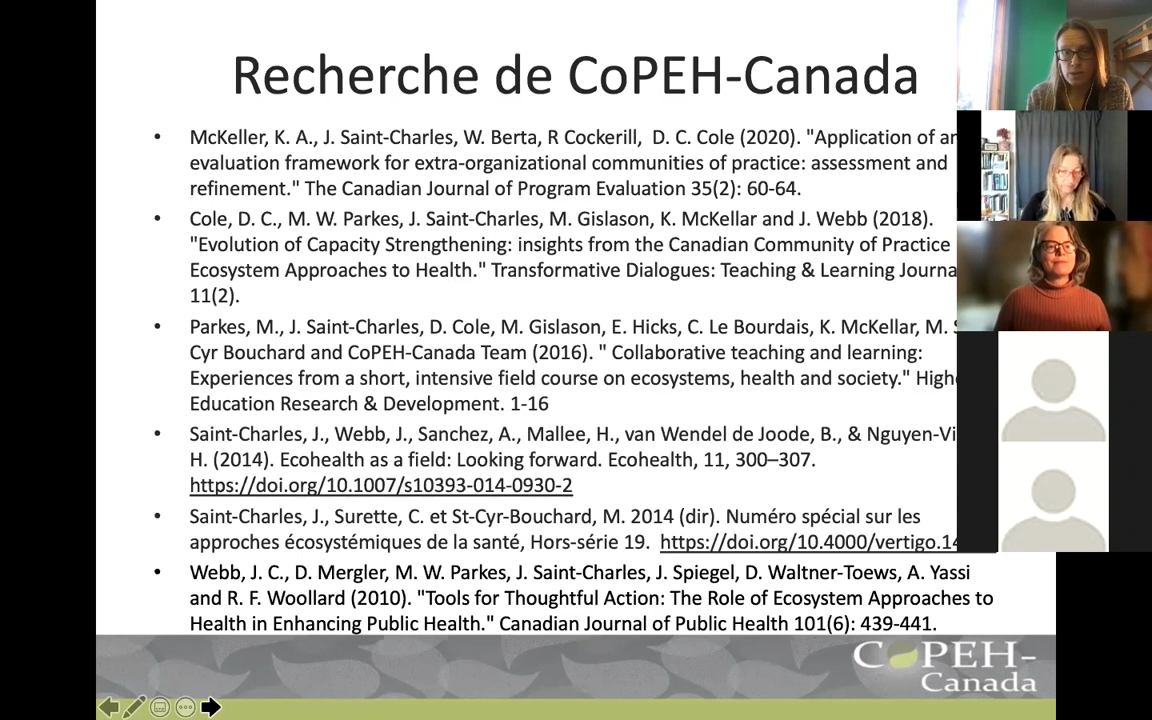 Recherche de CoPEH-Canada
• McKeller, K. A., J. Saint-Charles, W. Berta, R Cockerill, D. C. Cole (2020). "Application of an
evaluation framework for extra-organizational communities of practice: assessment and
refinement." The Canadian Journal of Program Evaluation 35(2): 60-64.
• Cole, D. C., M. W. Parkes, J. Saint-Charles, M. Gislason, K. McKellar and J. Webb (2018).
"Evolution of Capacity Strengthening: insights from the Canadian Community of Practice
Ecosystem Approaches to Health." Transformative Dialogues: Teaching & Learning Journa
11(2).
• Parkes, M., J. Saint-Charles, D. Cole, M. Gislason, E. Hicks, C. Le Bourdais, K. McKellar, M.
Cyr Bouchard and CoPEH-Canada Team (2016). " Collaborative teaching and learning:
Experiences from a short, intensive field course on ecosystems, health and society." High
Education Research & Development. 1-16
• Saint-Charles, J., Webb, J., Sanchez, A., Mallee, H., van Wendel de Joode, B., & Nguyen-Vi
H. (2014). Ecohealth as a field: Looking forward. Ecohealth, 11, 300–307.
https://doi.org/10.1007/s10393-014-0930-2
• Saint-Charles, J., Surette, C. et St-Cyr-Bouchard, M. 2014 (dir). Numéro spécial sur les
approches écosystémiques de la santé, Hors-série 19. https://doi.org/10.4000/vertigo.14
• Webb, J. C., D. Mergler, M. W. Parkes, J. Saint-Charles, J. Spiegel, D. Waltner-Toews, A. Yassi
and R. F. Woollard (2010). "Tools for Thoughtful Action: The Role of Ecosystem Approaches to
Health in Enhancing Public Health." Canadian Journal of Public Health 101(6): 439-441.
CoPEH-
Canada